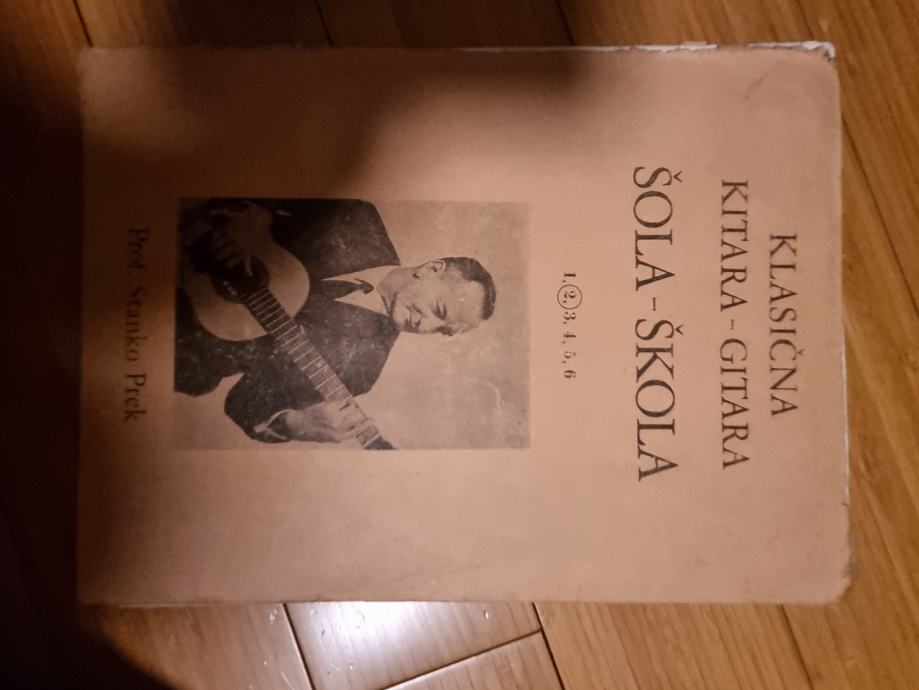 KLASIČNA
KITARA - GITARA
ŠOLA - ŠKOLA
1, 2, 3, 4, 5, 6
Prof. Stanko Prek